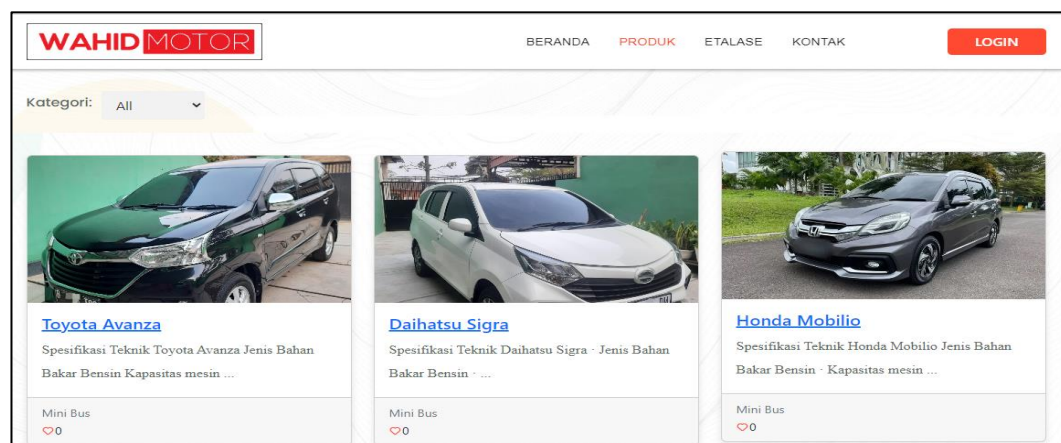 WAHID MOTOR
BERANDA PRODUK ETALASE KONTAK LOGIN
Kategori: All
Toyota Avanza
Spesifikasi Teknik Toyota Avanza Jenis Bahan
Bakar Bensin Kapasitas mesin ...
Mini Bus
0
Daihatsu Sigra
Spesifikasi Teknik Daihatsu Sigra · Jenis Bahan
Bakar Bensin · ...
Mini Bus
0
Honda Mobilio
Spesifikasi Teknik Honda Mobilio Jenis Bahan
Bakar Bensin · Kapasitas mesin ...
Mini Bus
0